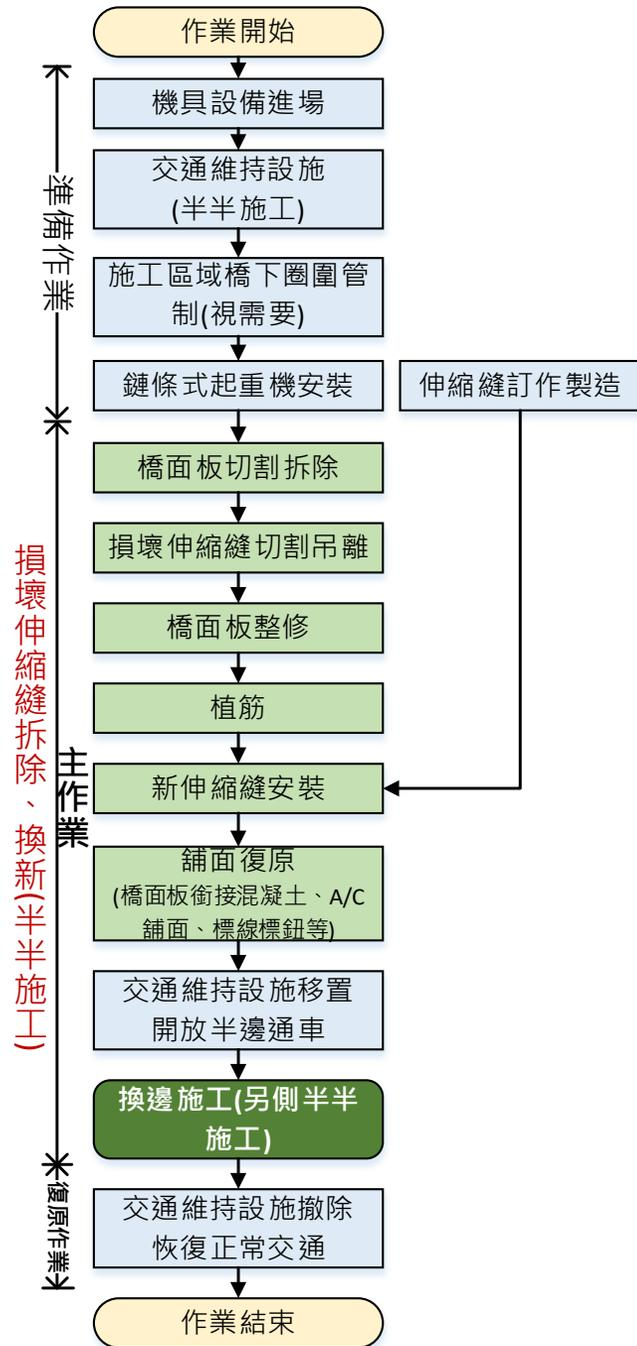 作業開始
機具設備進場
交通維持設施
(半半施工)
施工區域橋下圈圍管
制(視需要)
準備作業
鏈條式起重機安裝
伸縮縫訂作製造
橋面板切割拆除
損壞伸縮縫切割吊離
橋面板整修
植筋
新伸縮縫安裝
損壞伸縮縫拆除、換新(半半施工)
主作業
舖面復原
(橋面板銜接混凝土、A/C
舖面、標線標鈕等)
交通維持設施移置
開放半邊通車
換邊施工(另側半半
施工)
復原作業
交通維持設施撤除
恢復正常交通
作業結束